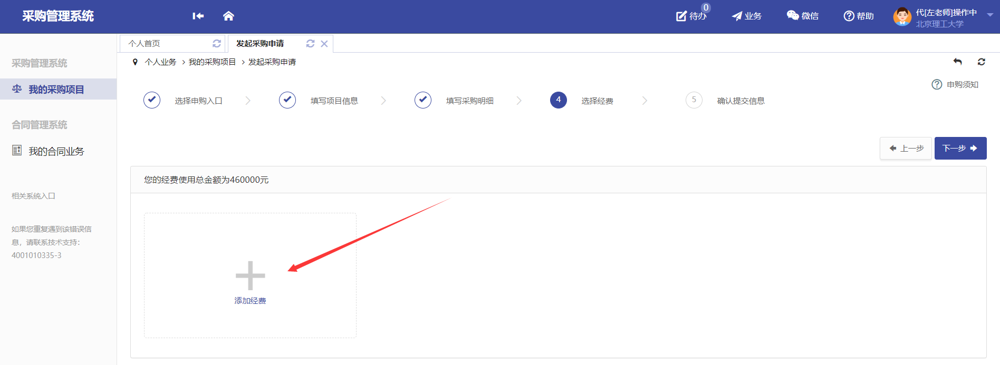 采购管理系统
待办
0
业务
微信
帮助
代[左老师]操作中
北京理工大学
采购管理系统
我的采购项目
合同管理系统
我的合同业务
相关系统入口
如果您重复遇到该错误信
息，请联系技术支持：
4001010335-3
个人首页
发起采购申请
个人业务 > 我的采购项目 > 发起采购申请
申购须知
选择申购入口
填写项目信息
填写采购明细
4 选择经费
5 确认提交信息
上一步
下一步
您的经费使用总金额为460000元
添加经费